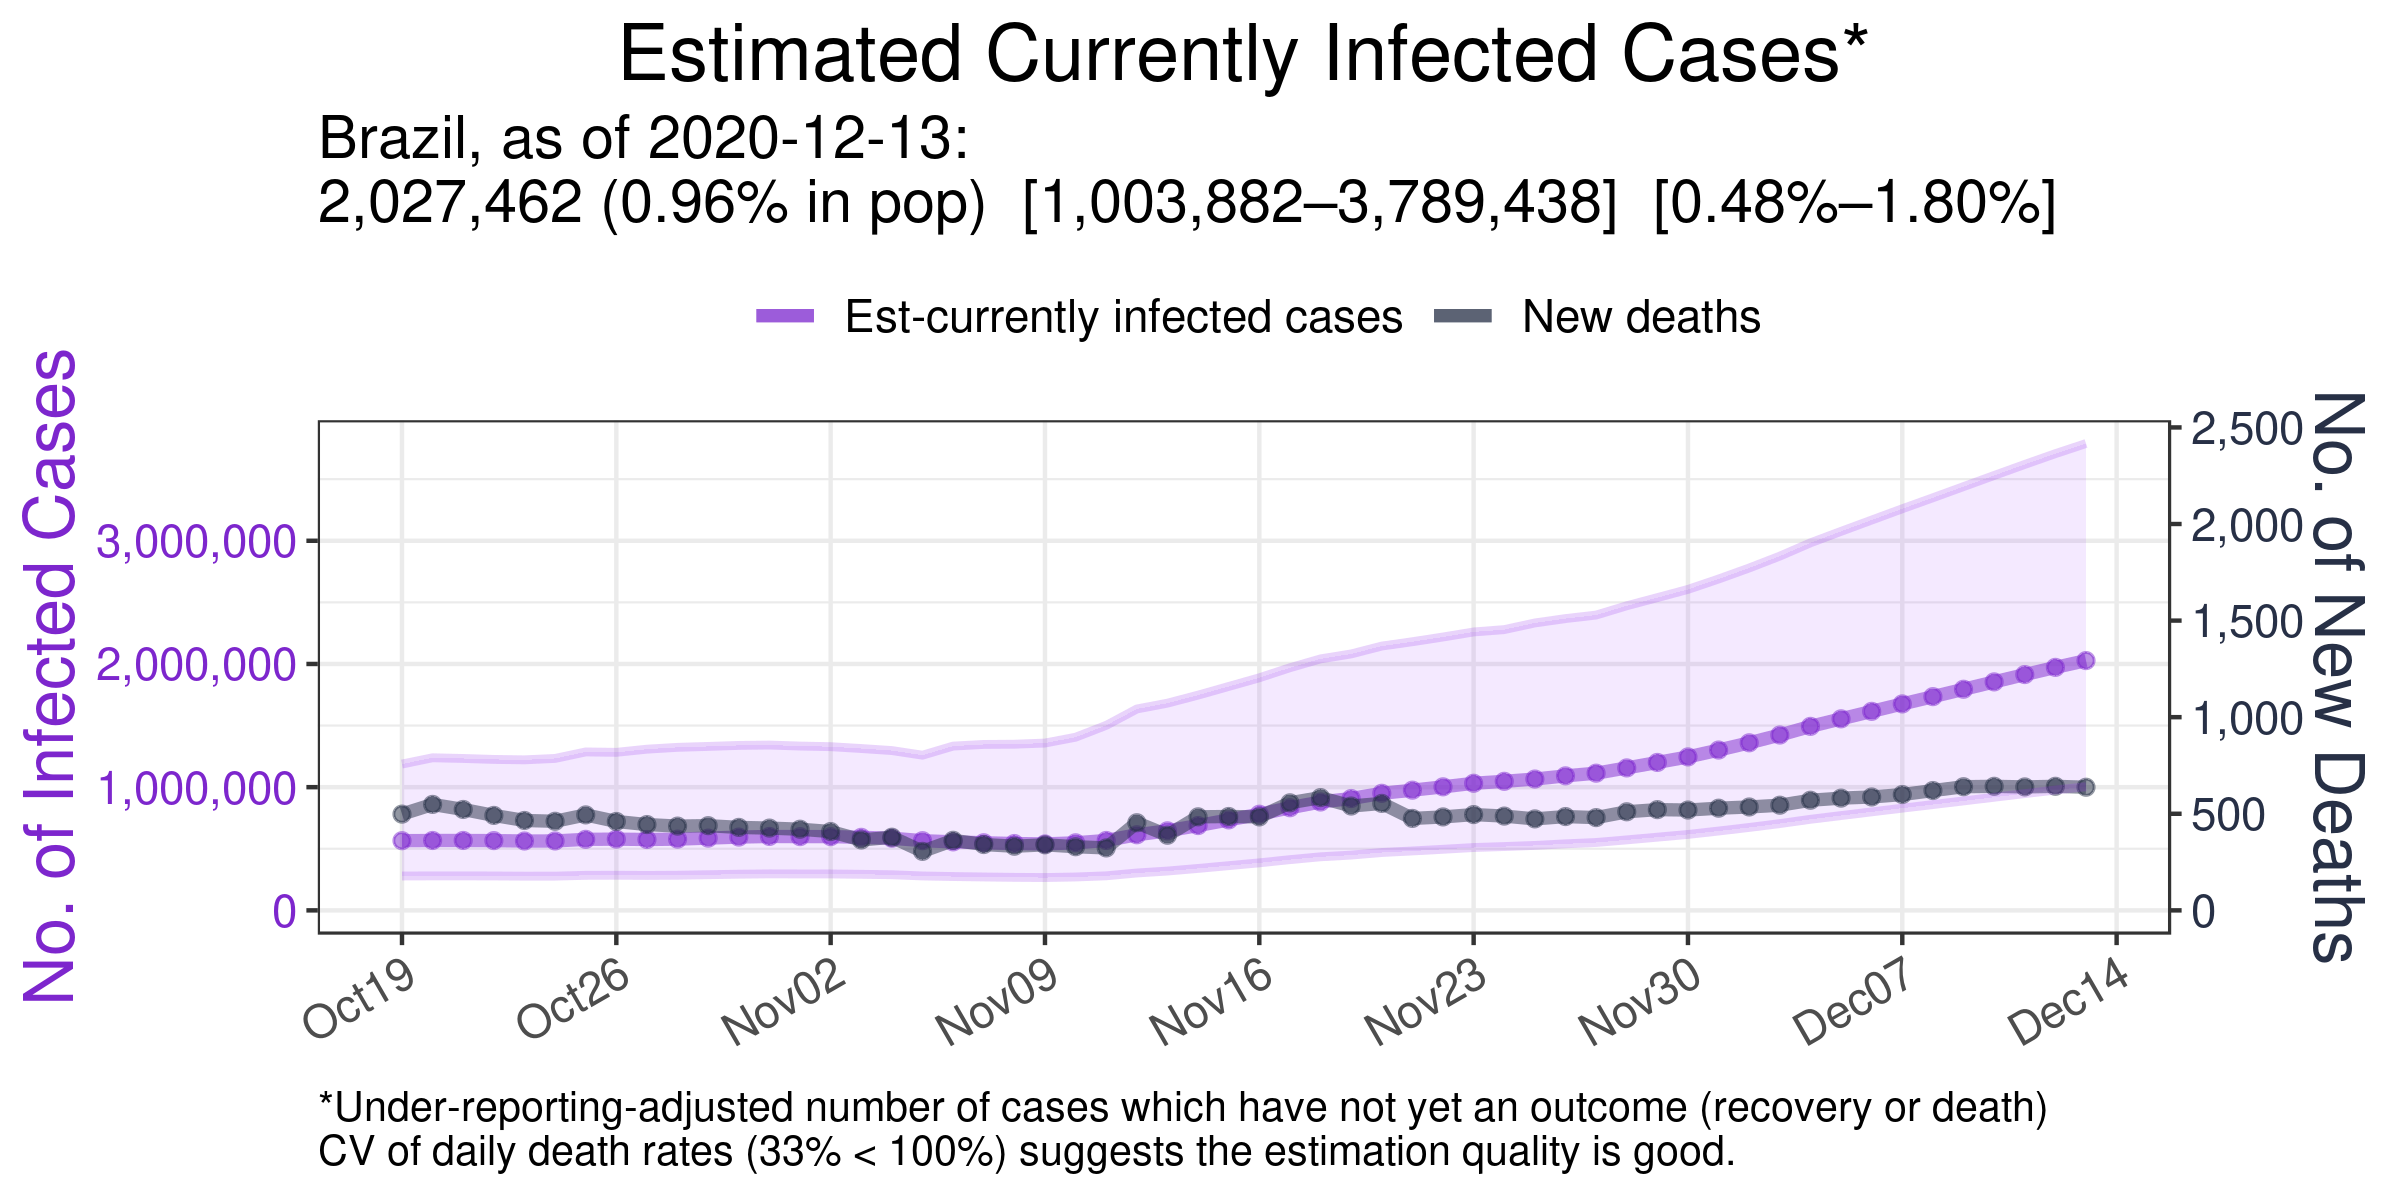 Estimated Currently Infected Cases*
Brazil, as of 2020-12-13:
2,027,462 (0.96% in pop) [1,003,882–3,789,438] [0.48%–1.80%]
Est-currently infected cases New deaths
No. of Infected Cases
3,000,000
2,000,000
1,000,000
0
2,500
2,000
1,500
1,000
500
0
No. of New Deaths
Oct19 Oct26 Nov02 Nov09 Nov16 Nov23 Nov30 Dec07 Dec14
*Under-reporting-adjusted number of cases which have not yet an outcome (recovery or death)
CV of daily death rates (33% < 100%) suggests the estimation quality is good.